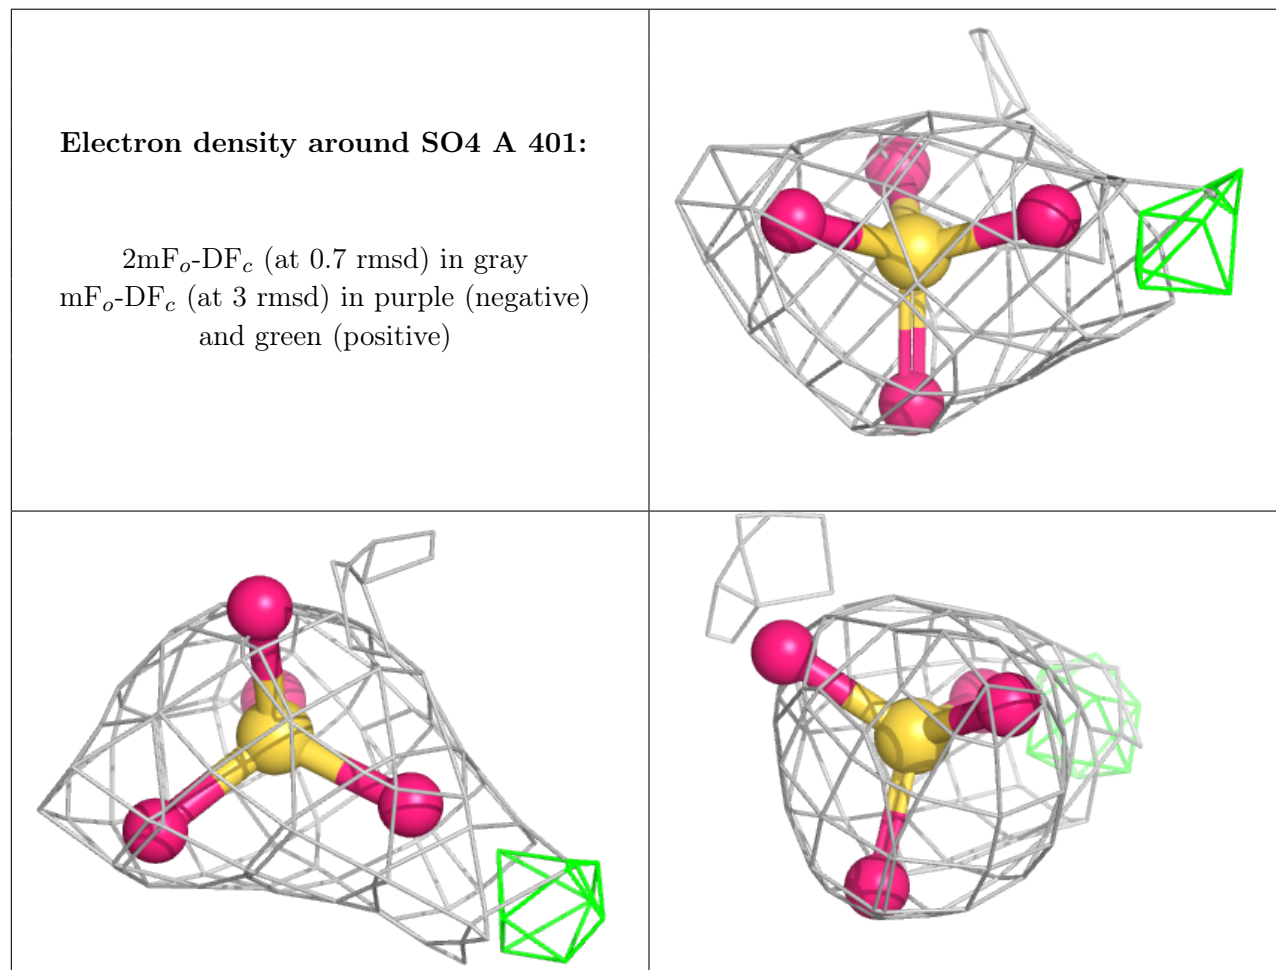 Electron density around SO4 A 401:
2mFo-DFc (at 0.7 rmsd) in gray
mFo-DFc (at 3 rmsd) in purple (negative)
and green (positive)